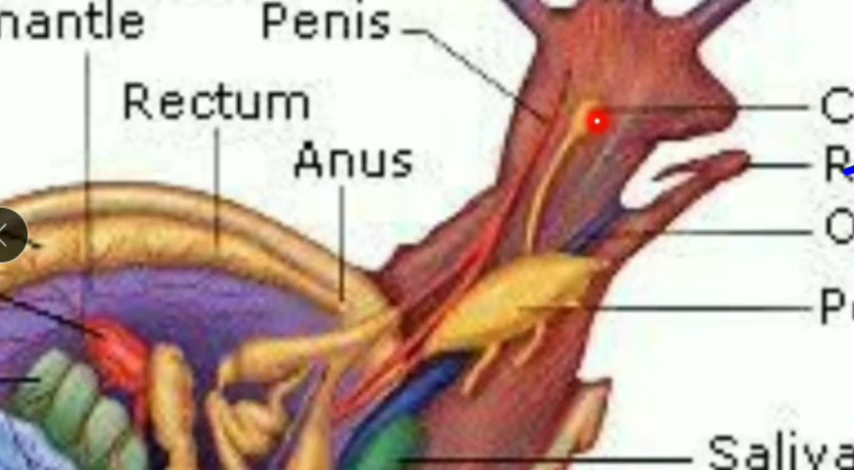 mantle
Penis
Rectum
Anus
C
R
O
P
Saliva